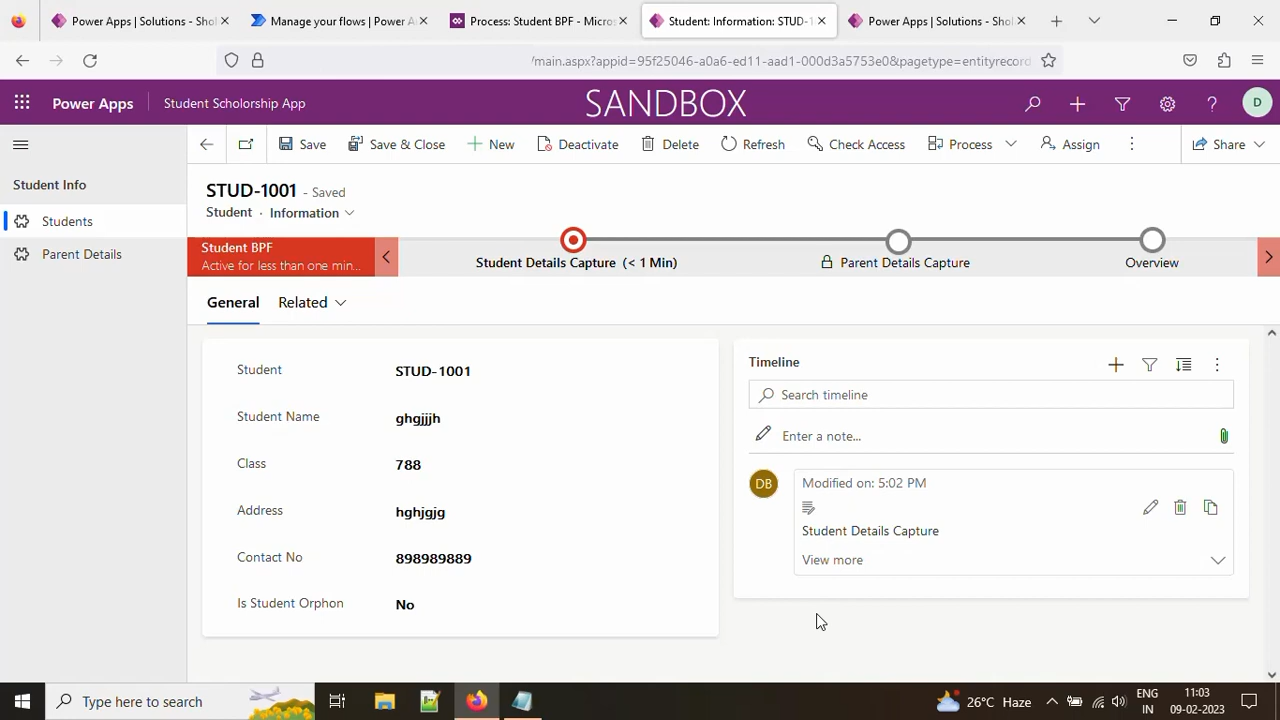 Power Apps | Solutions - Shol
Manage your flows | Power A
Process: Student BPF - Micros
Student: Information: STUD-1
Power Apps | Solutions - Shol
/main.aspx?appid=95f25046-a0a6-ed11-aad1-000d3a5753e0&pagetype=entityrecord
Power Apps
Student Scholorship App
SANDBOX
D
Save
Save & Close
New
Deactivate
Delete
Refresh
Check Access
Process
Assign
Share
Student Info
Students
Parent Details
STUD-1001 - Saved
Student · Information
Student BPF
Active for less than one min...
Student Details Capture (< 1 Min)
Parent Details Capture
Overview
General
Related
Student STUD-1001
Student Name ghgjjjh
Class 788
Address hghjgjg
Contact No 898989889
Is Student Orphon No
Timeline
Search timeline
Enter a note...
DB
Modified on: 5:02 PM
Student Details Capture
View more
Type here to search
26°C Haze
ENG
IN
11:03
09-02-2023